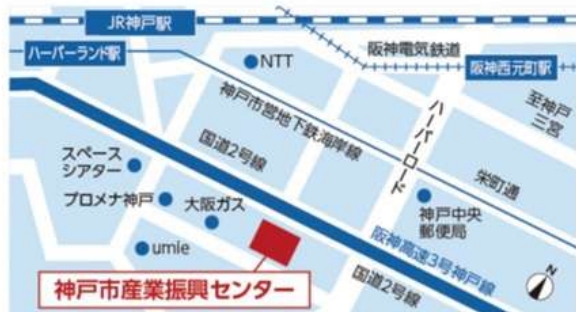 JR神戸駅
ハーバーランド駅
NTT
阪神電気鉄道
阪神西元町駅
神戸市営地下鉄海岸線
ハーバーロード
至神戸
三宮
国道2号線
スペース
シアター
プロメナ神戸
大阪ガス
栄町通
神戸中央
郵便局
umie
阪神高速3号神戸線
国道2号線
神戸市産業振興センター
N